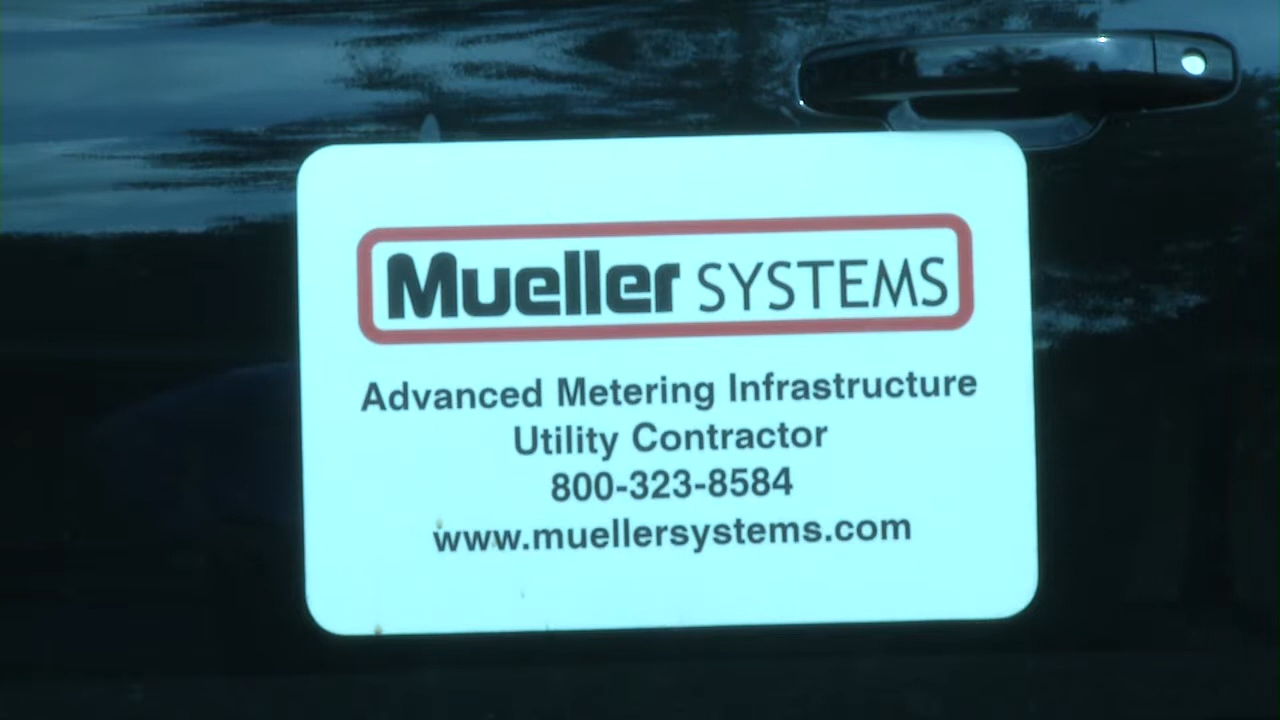 Mueller SYSTEMS
Advanced Metering Infrastructure
Utility Contractor
800-323-8584
www.muellersystems.com